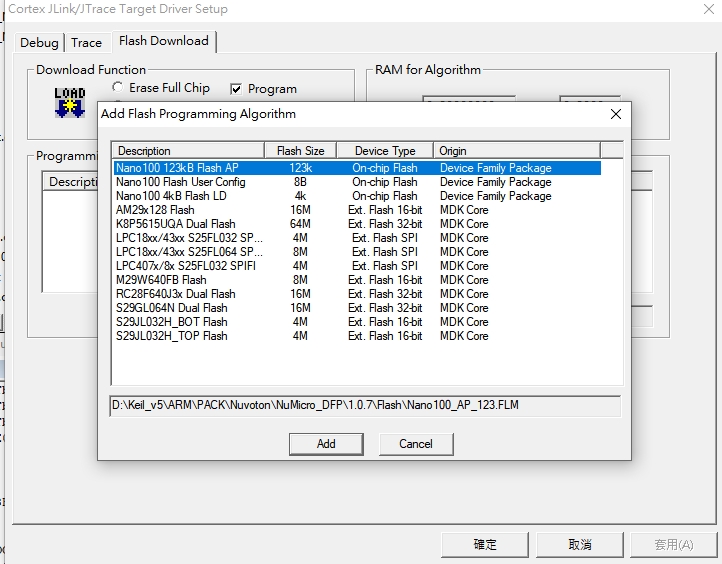 Cortex JLink/JTrace Target Driver Setup
Debug Trace Flash Download
Download Function
LOAD
Erase Full Chip
Program
RAM for Algorithm
Add Flash Programming Algorithm
Description Flash Size Device Type Origin
Nano100 123kB Flash AP 123k On-chip Flash Device Family Package
Nano100 Flash User Config 8B On-chip Flash Device Family Package
Nano100 4kB Flash LD 4k On-chip Flash Device Family Package
AM29x128 Flash 16M Ext. Flash 16-bit MDK Core
K8P5615UQA Dual Flash 64M Ext. Flash 32-bit MDK Core
LPC18xx/43xx S25FL032 SP... 4M Ext. Flash SPI MDK Core
LPC18xx/43xx S25FL064 SP... 8M Ext. Flash SPI MDK Core
LPC407x/8x S25FL032 SPIFI 4M Ext. Flash SPI MDK Core
M29W640FB Flash 8M Ext. Flash 16-bit MDK Core
RC28F640J3x Dual Flash 16M Ext. Flash 32-bit MDK Core
S29GL064N Dual Flash 16M Ext. Flash 32-bit MDK Core
S29JL032H_BOT Flash 4M Ext. Flash 16-bit MDK Core
S29JL032H_TOP Flash 4M Ext. Flash 16-bit MDK Core
D:\Keil_v5\ARM\PACK\Nuvoton\NuMicro_DFP\1.0.7\Flash\Nano100_AP_123.FLM
Add Cancel
確定 取消 套用(A)